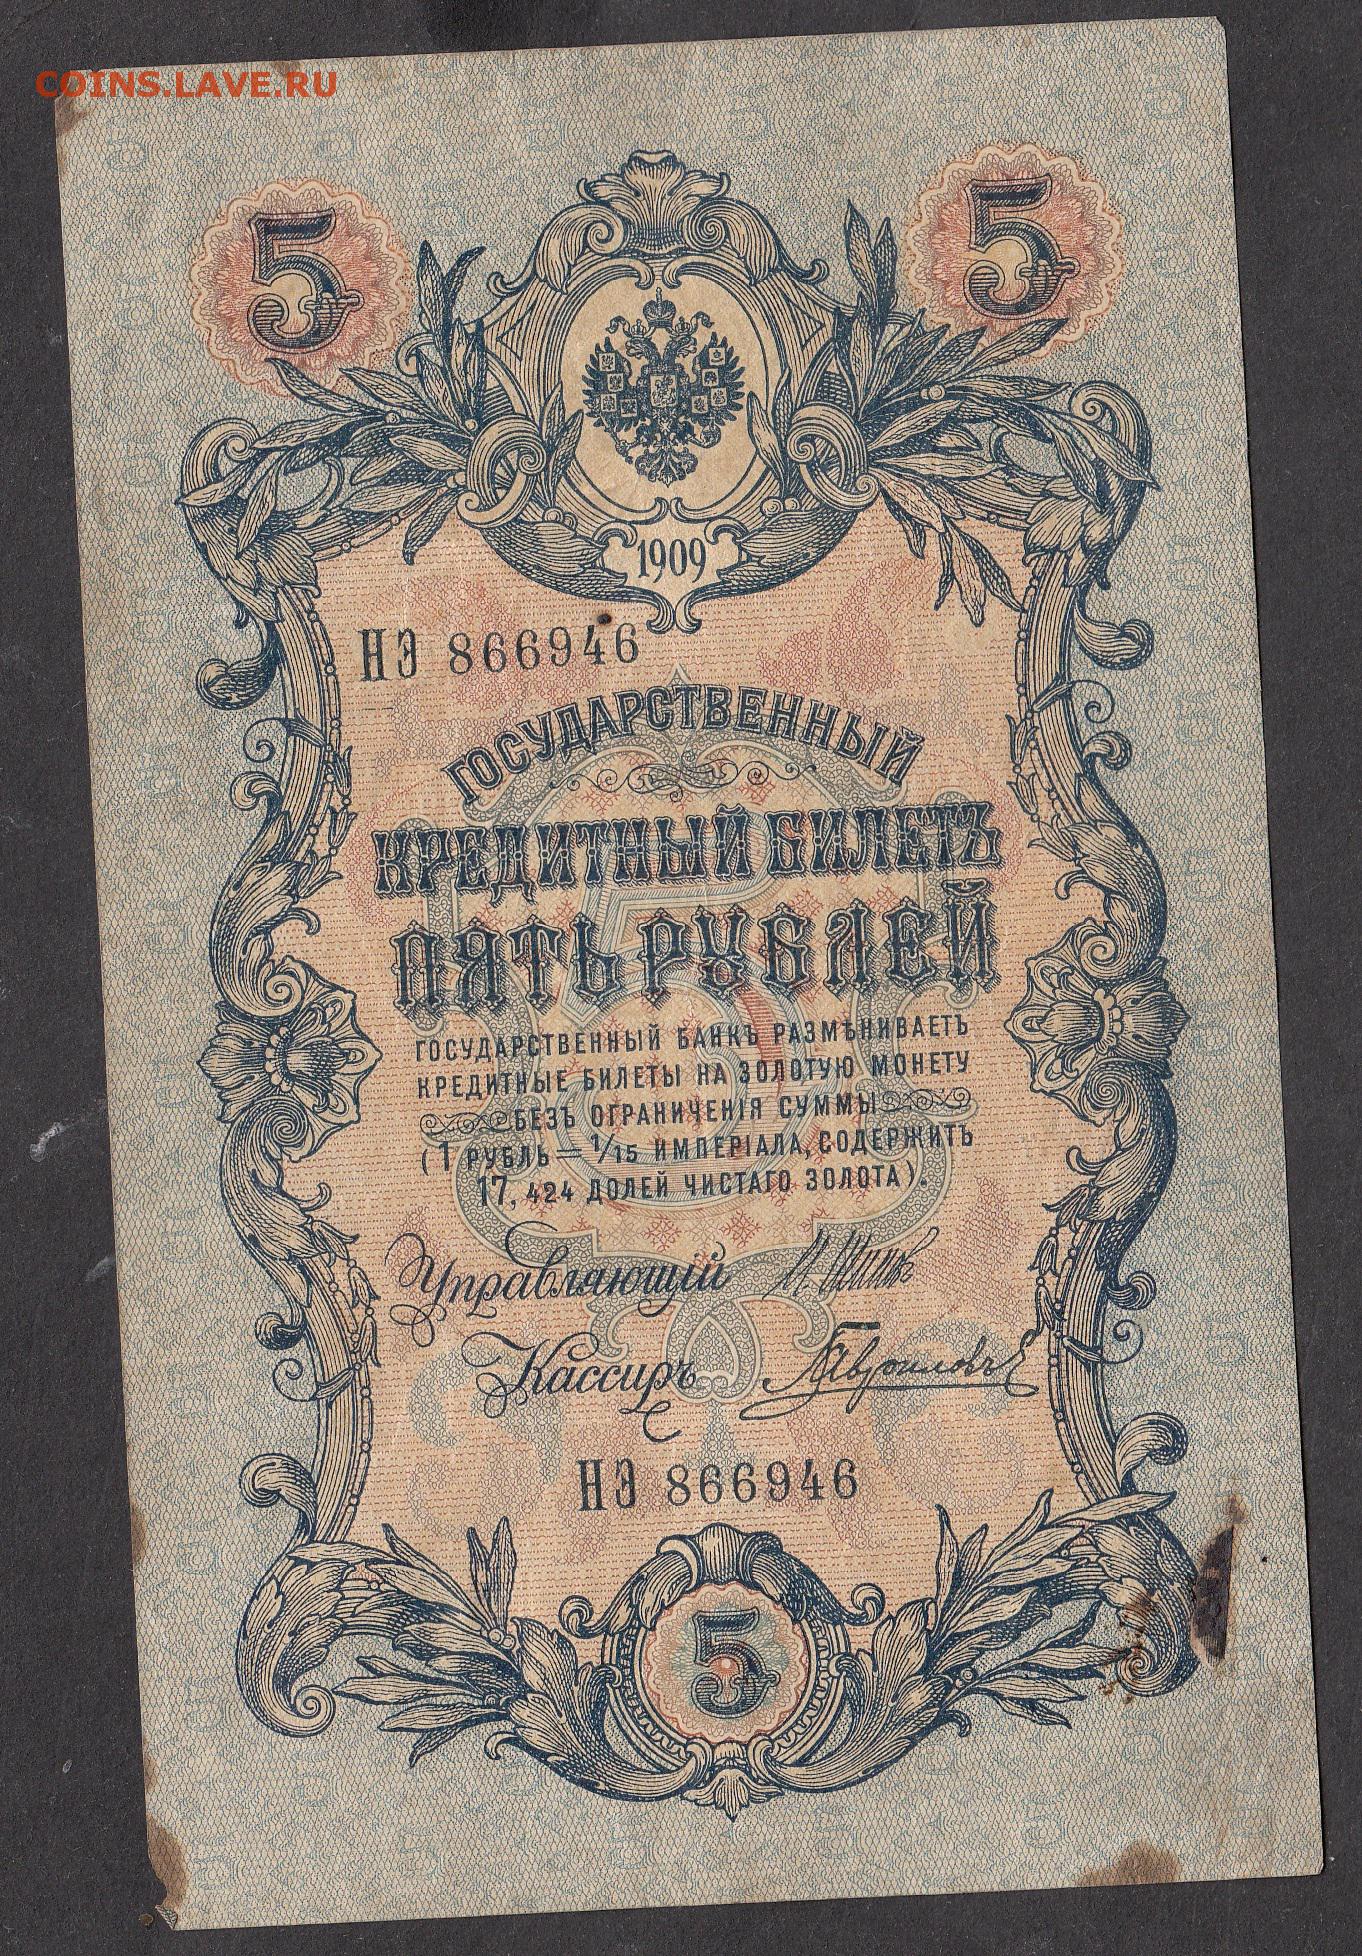 COINS.LAVE.RU
5 5
1909
НЭ 866946
ГОСУДАРСТВЕННЫЙ
КРЕДИТНЫЙ БИЛЕТЪ
ПЯТЬ РУБЛЕЙ
ГОСУДАРСТВЕННЫЙ БАНКЪ РАЗМѢНИВАЕТЪ
КРЕДИТНЫЕ БИЛЕТЫ НА ЗОЛОТУЮ МОНЕТУ
БЕЗЪ ОГРАНИЧЕНІЯ СУММЫ
(1 РУБЛЬ = 1/15 ИМПЕРІАЛА, СОДЕРЖИТЪ
17,424 ДОЛЕЙ ЧИСТАГО ЗОЛОТА).
Управляющій И. Шипов
Кассиръ Гавриловъ
НЭ 866946
5